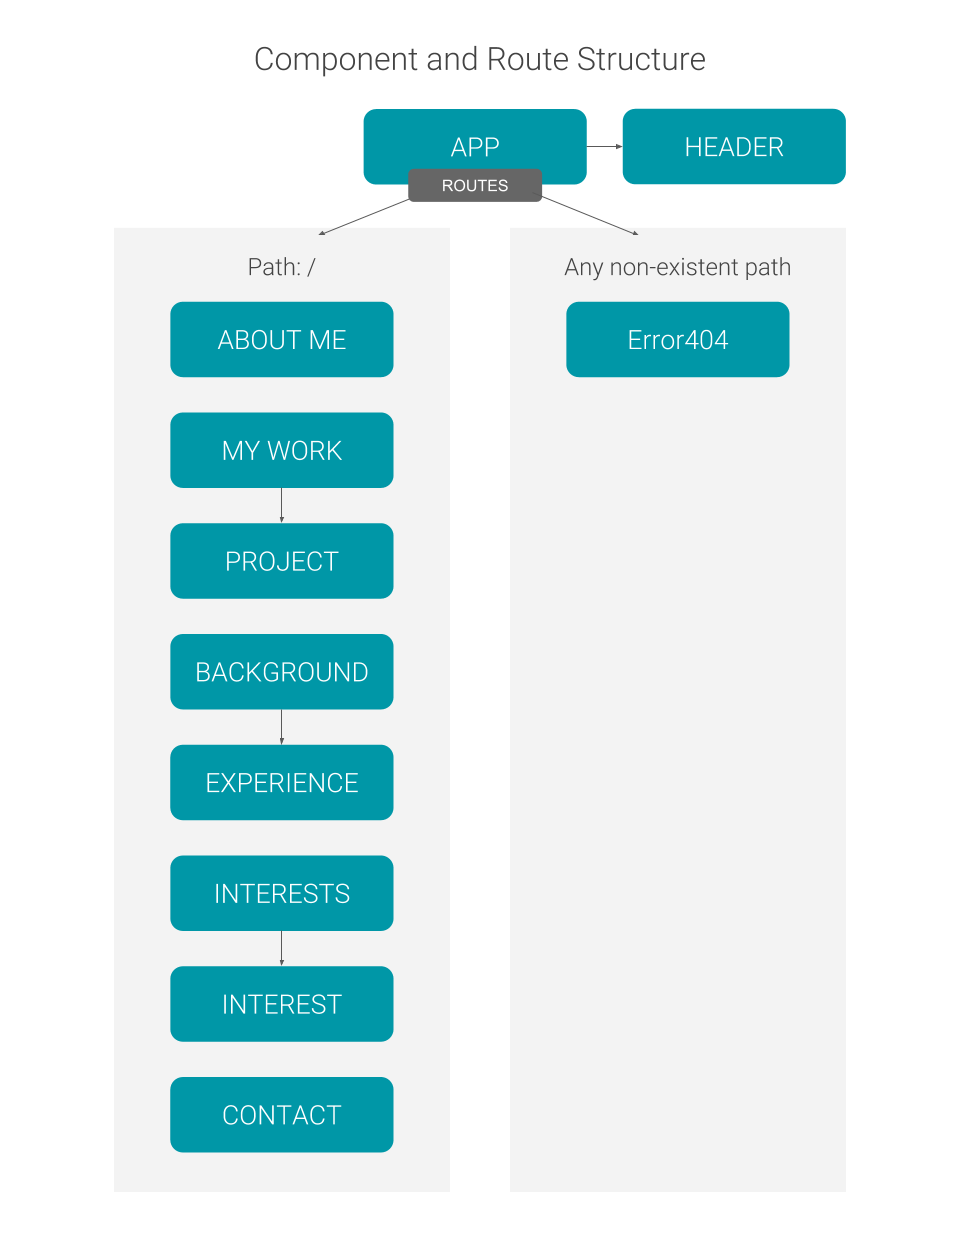 Component and Route Structure
APP
HEADER
ROUTES
Path: /
ABOUT ME
MY WORK
PROJECT
BACKGROUND
EXPERIENCE
INTERESTS
INTEREST
CONTACT
Any non-existent path
Error404